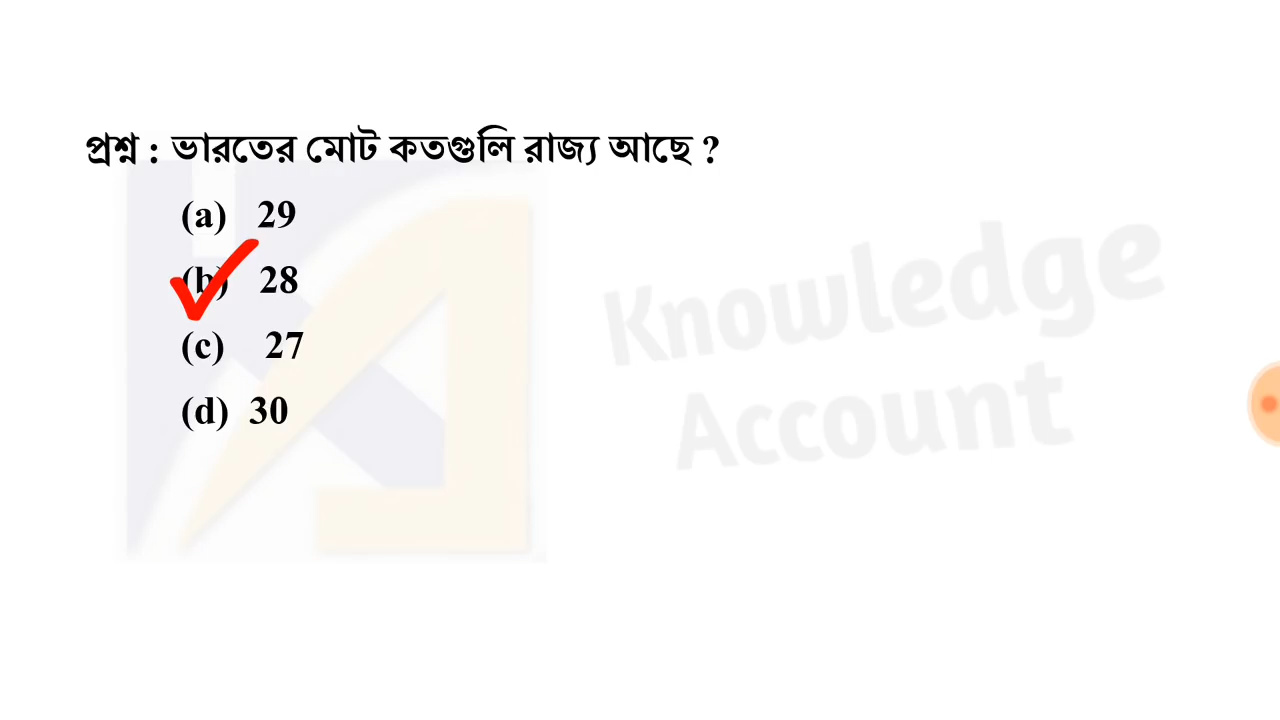 প্রশ্ন : ভারতের মোট কতগুলি রাজ্য আছে ?
(a) 29
(b) 28
(c) 27
(d) 30
Knowledge
Account